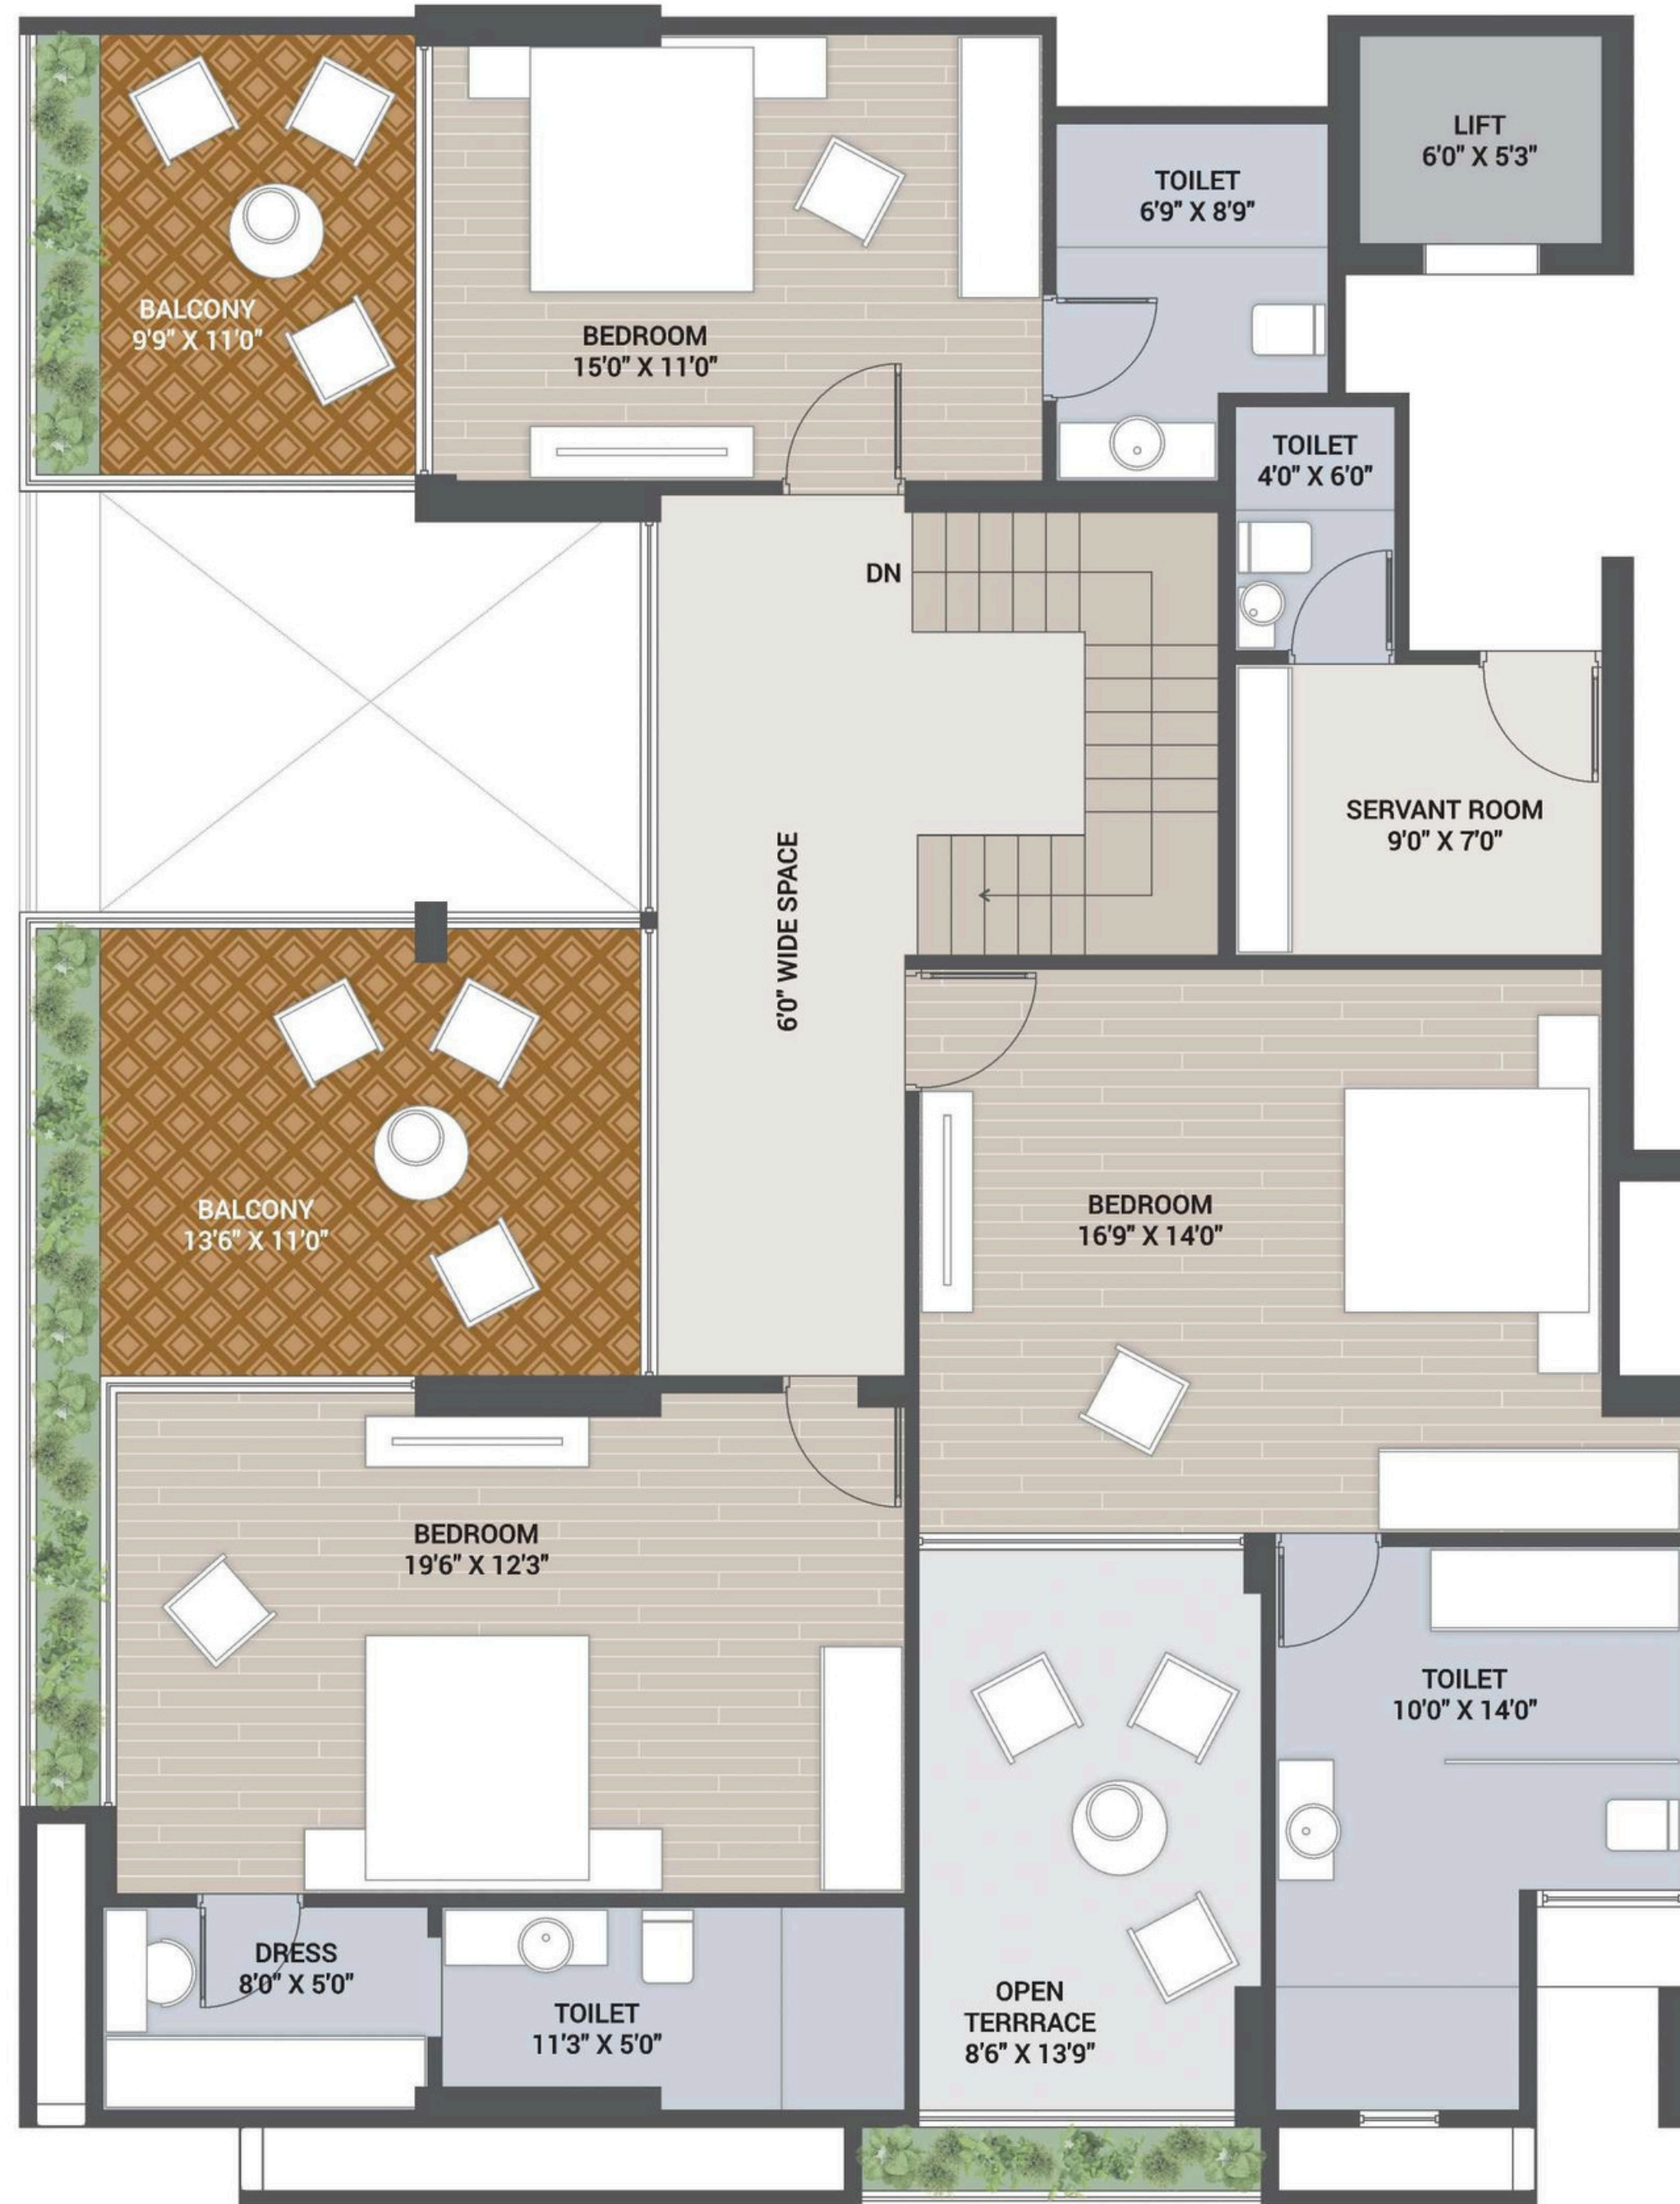 LIFT
6'0" X 5'3"
TOILET
6'9" X 8'9"
BALCONY
9'9" X 11'0"
BEDROOM
15'0" X 11'0"
TOILET
4'0" X 6'0"
DN
SERVANT ROOM
9'0" X 7'0"
6'0" WIDE SPACE
BALCONY
13'6" X 11'0"
BEDROOM
16'9" X 14'0"
BEDROOM
19'6" X 12'3"
TOILET
10'0" X 14'0"
DRESS
8'0" X 5'0"
TOILET
11'3" X 5'0"
OPEN
TERRRACE
8'6" X 13'9"